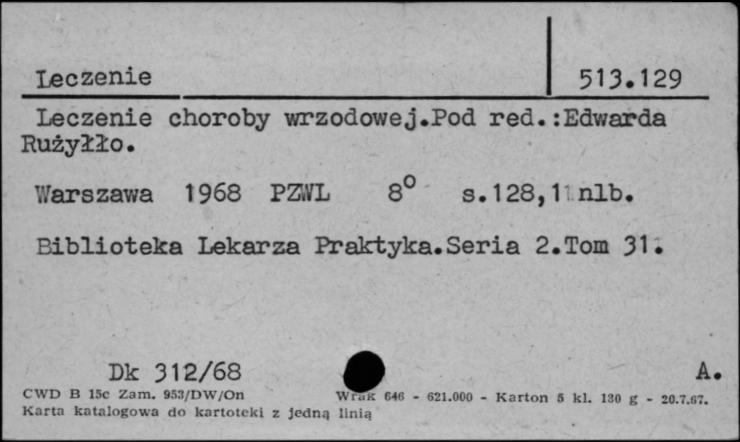 Leczenie 513.129
Leczenie choroby wrzodowej.Pod red.:Edwarda
Rużyłło.
Warszawa 1968 PZWL 8° s.128,1 nlb.
Biblioteka Lekarza Praktyka.Seria 2.Tom 31.
Dk 312/68 A.
CWD B 15c Zam. 953/DW/On Wrak 646 - 621.000 - Karton 5 kl. 130 g - 20.7.67.
Karta katalogowa do kartoteki z jedną linią